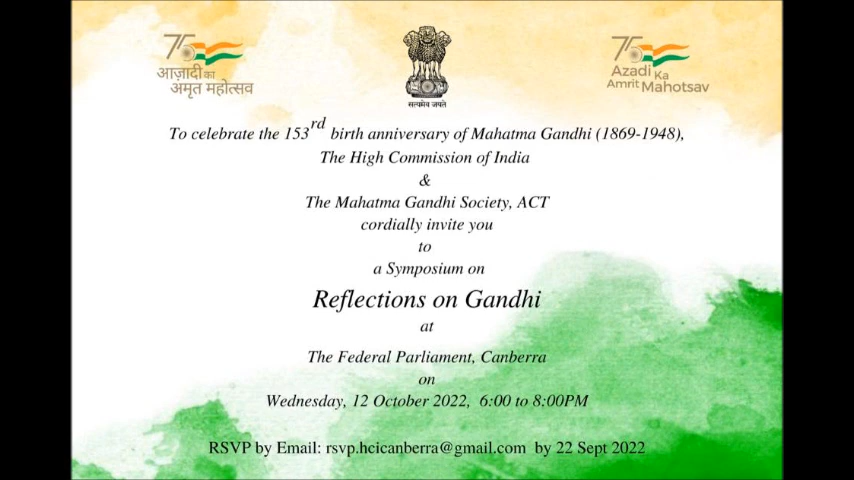 75
आज़ादी का
अमृत महोत्सव
सत्यमेव जयते
75
Azadi Ka
Amrit Mahotsav
To celebrate the 153rd birth anniversary of Mahatma Gandhi (1869-1948),
The High Commission of India
&
The Mahatma Gandhi Society, ACT
cordially invite you
to
a Symposium on
Reflections on Gandhi
at
The Federal Parliament, Canberra
on
Wednesday, 12 October 2022, 6:00 to 8:00PM
RSVP by Email: rsvp.hcicanberra@gmail.com by 22 Sept 2022